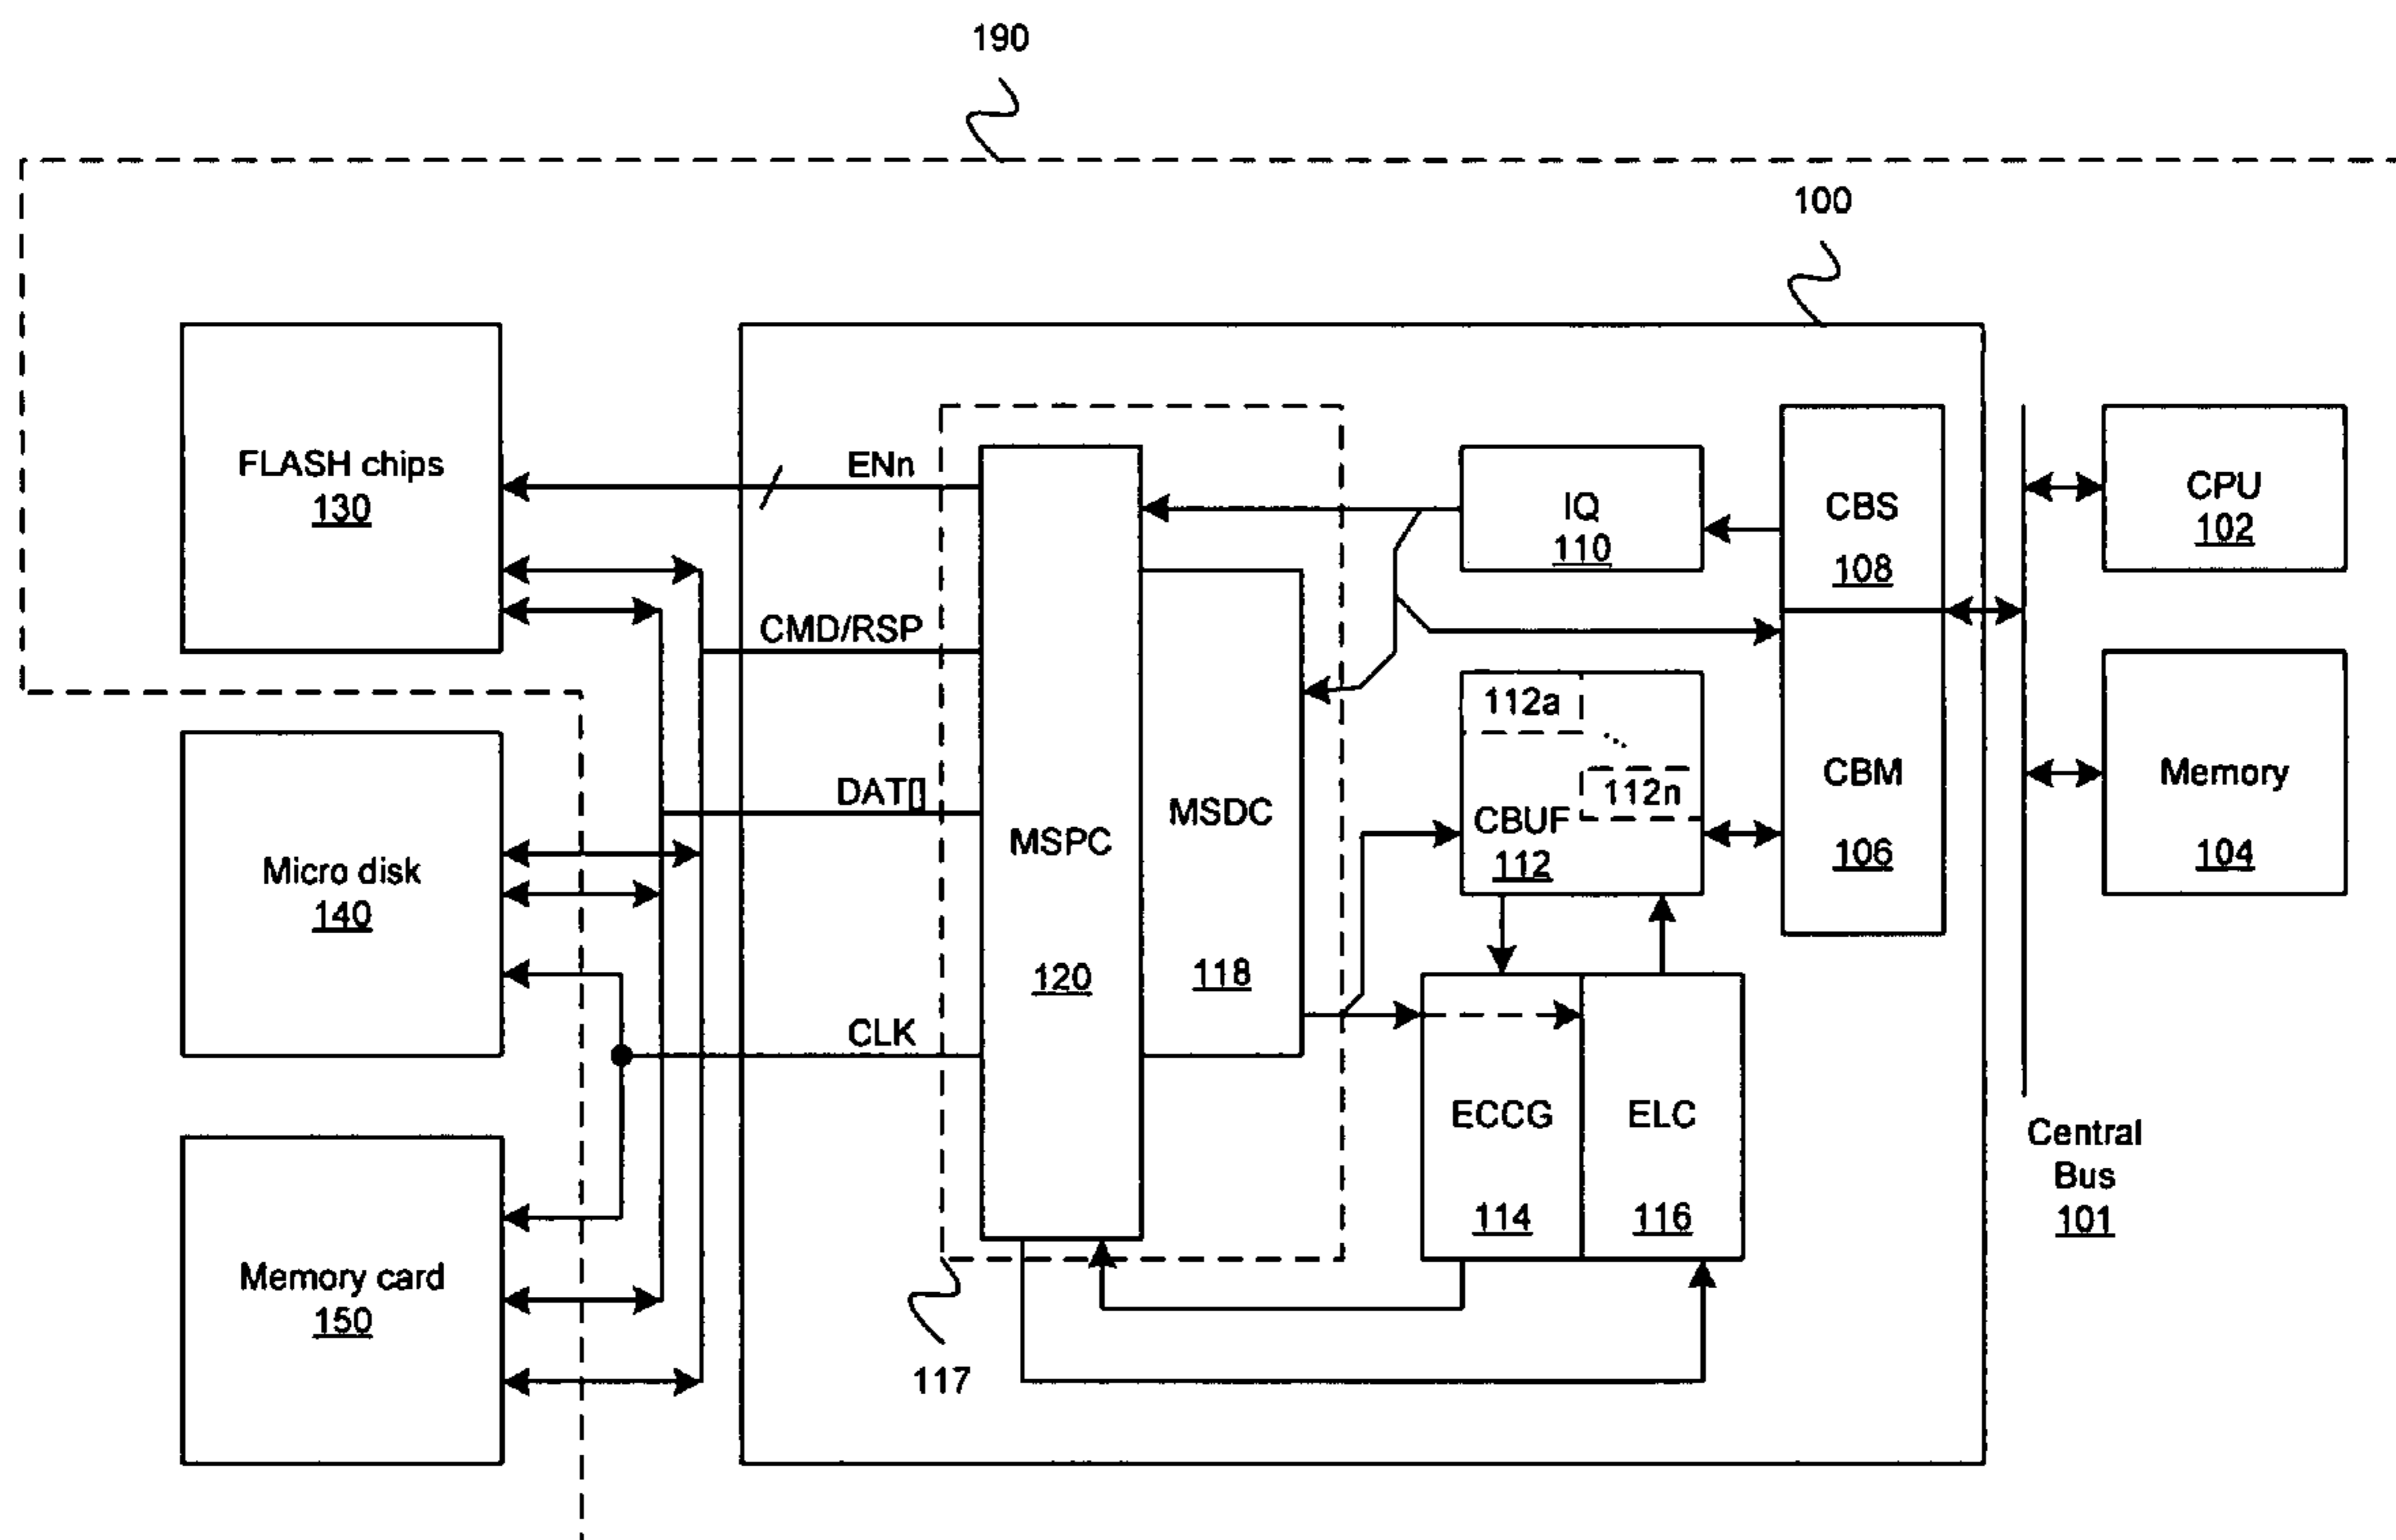 190
100
FLASH chips
130
ENn
CMD/RSP
DAT[]
CLK
Micro disk
140
Memory card
150
MSPC
120
MSDC
118
117
IQ
110
CBS
108
CBM
106
112a
112n
CBUF
112
ECCG
114
ELC
116
CPU
102
Memory
104
Central
Bus
101